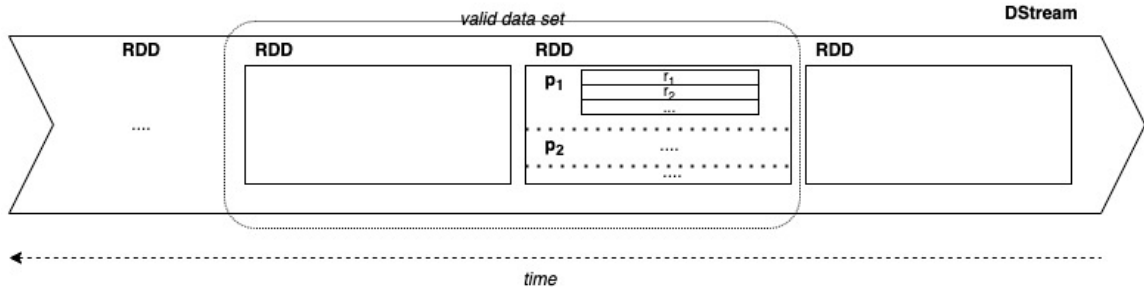 valid data set
DStream
RDD
RDD
RDD
RDD
p1
r1
r2
...
....
p2
....
....
time